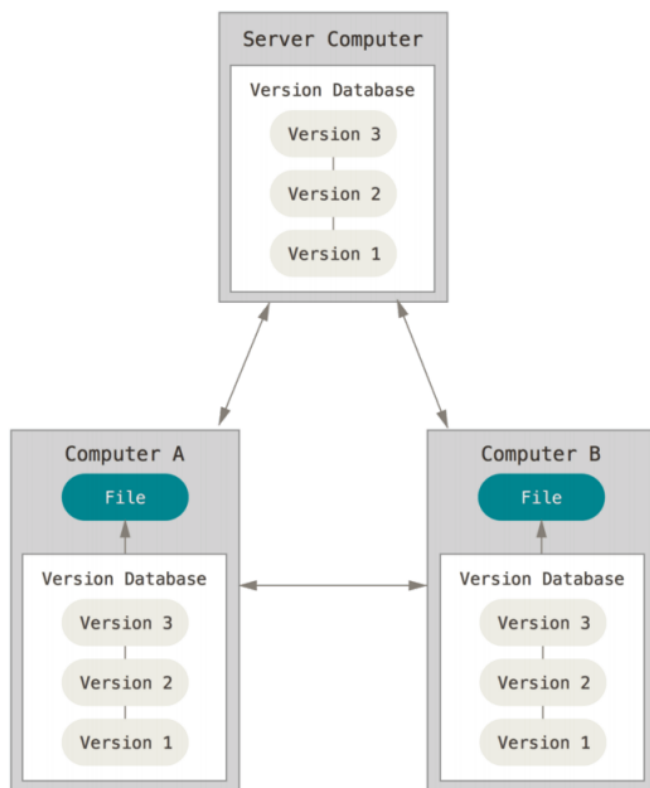 Server Computer
Version Database
Version 3
Version 2
Version 1
Computer A
File
Version Database
Version 3
Version 2
Version 1
Computer B
File
Version Database
Version 3
Version 2
Version 1